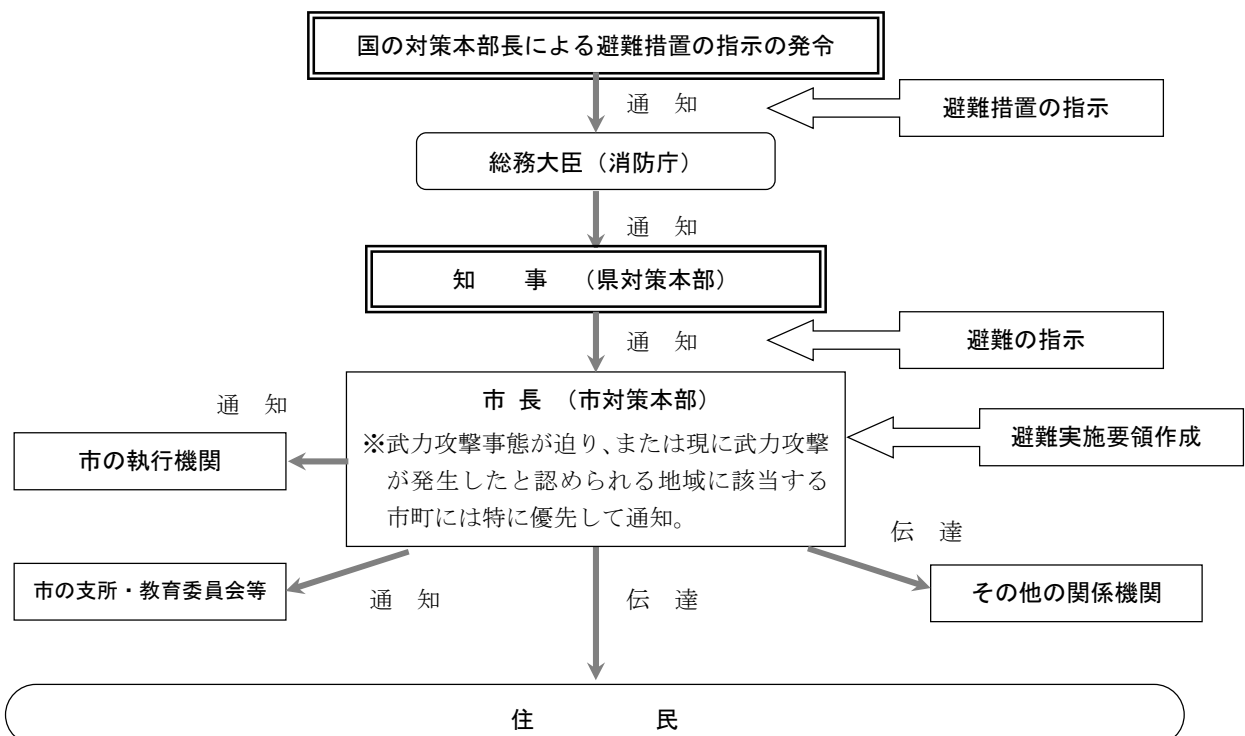 国の対策本部長による避難措置の指示の発令
通 知
避難措置の指示
総務大臣（消防庁）
通 知
知 事 （県対策本部）
通 知
避難の指示
市 長 （市対策本部）
※武力攻撃事態が迫り、または現に武力攻撃
が発生したと認められる地域に該当する
市町には特に優先して通知。
避難実施要領作成
通 知
市の執行機関
伝 達
市の支所・教育委員会等
通 知
伝 達
その他の関係機関
住 民